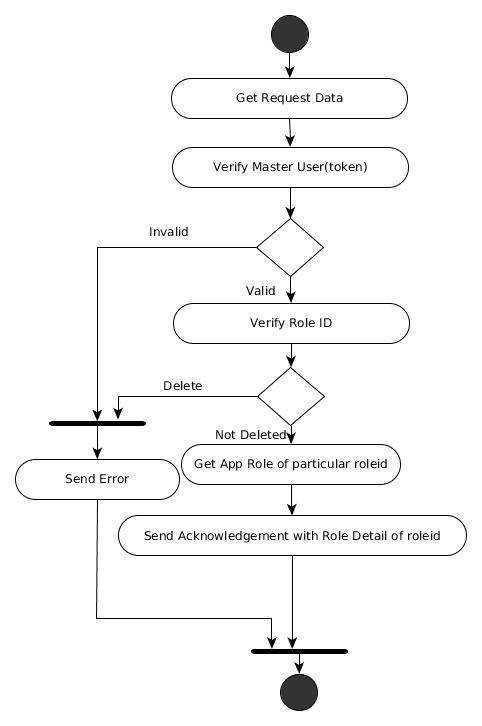 Get Request Data
Verify Master User(token)
Invalid
Valid
Verify Role ID
Delete
Not Deleted
Get App Role of particular roleid
Send Error
Send Acknowledgement with Role Detail of roleid